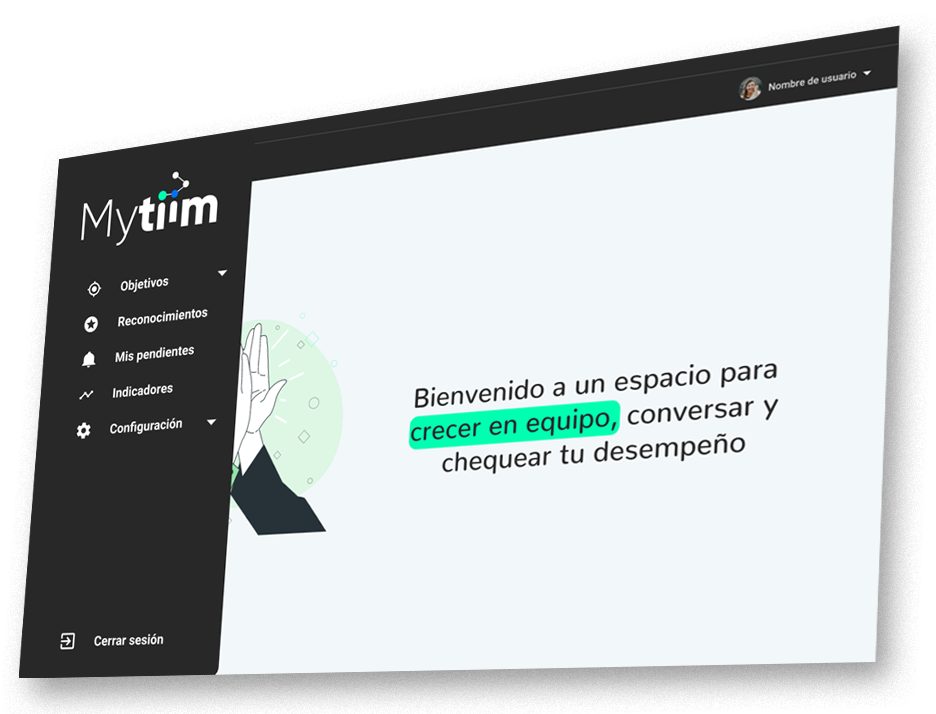 Nombre de usuario
Mytiim
Objetivos
Reconocimientos
Mis pendientes
Indicadores
Configuración
Cerrar sesión
Bienvenido a un espacio para
crecer en equipo, conversar y
chequear tu desempeño